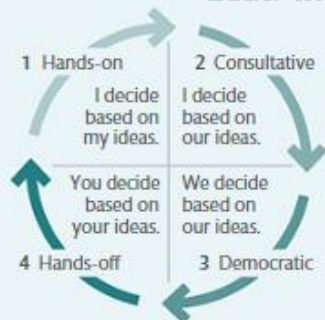 1 Hands-on
I decide
based on
my ideas.
2 Consultative
I decide
based on
our ideas.
You decide
based on
your ideas.
4 Hands-off
We decide
based on
our ideas.
3 Democratic